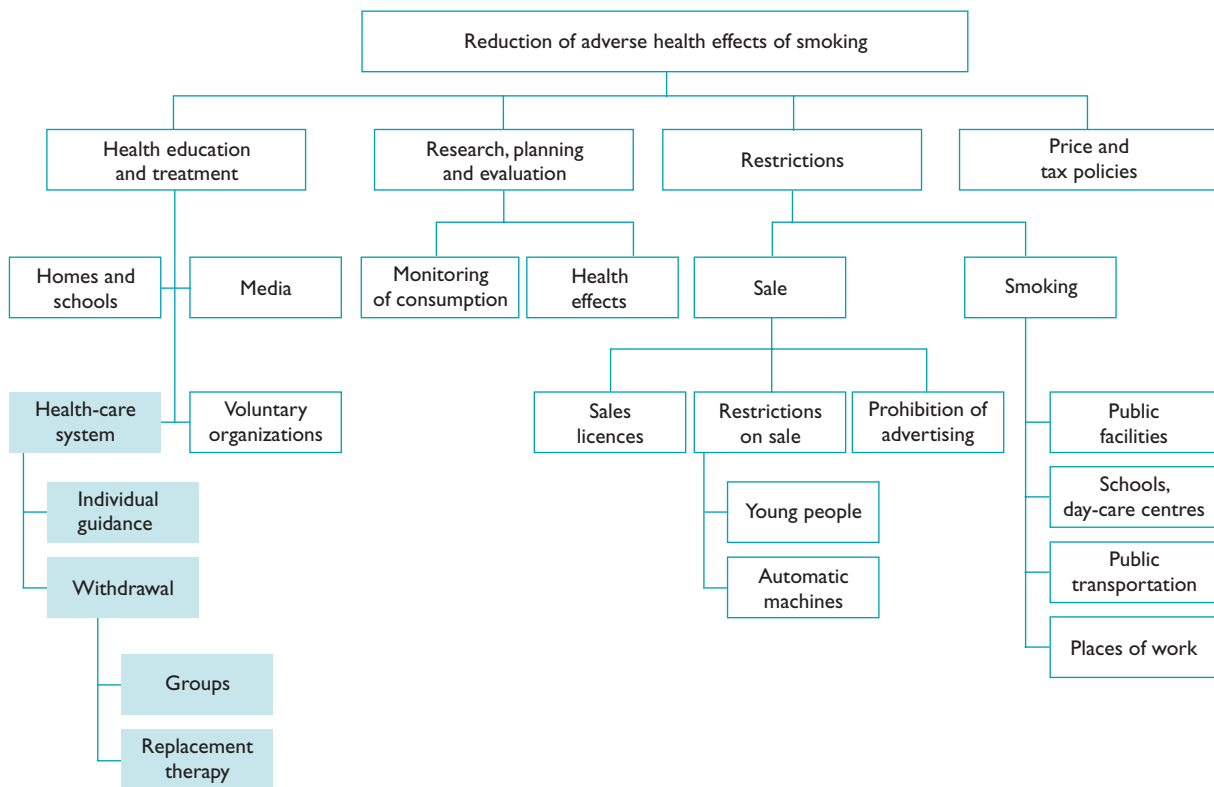 Reduction of adverse health effects of smoking
Health education
and treatment
Research, planning
and evaluation
Restrictions
Price and
tax policies
Homes and
schools
Media
Monitoring
of consumption
Health
effects
Sale
Smoking
Health-care
system
Voluntary
organizations
Sales
licences
Restrictions
on sale
Prohibition of
advertising
Public
facilities
Individual
guidance
Young people
Schools,
day-care centres
Withdrawal
Automatic
machines
Public
transportation
Places of work
Groups
Replacement
therapy